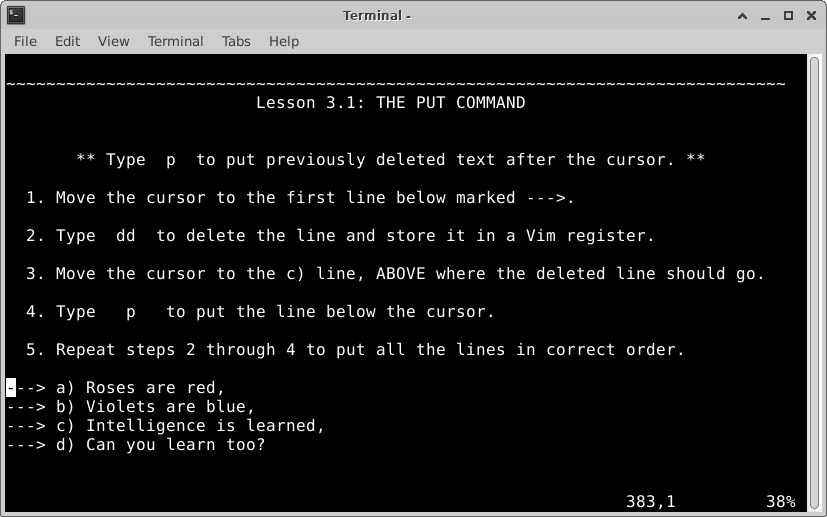 Terminal -
File Edit View Terminal Tabs Help
~~~~~~~~~~~~~~~~~~~~~~~~~~~~~~~~~~~~~~~~~~~~~~~~~~~~~~~~~~~~~~~~~~~~~~~~~~~~~~
Lesson 3.1: THE PUT COMMAND
** Type  p  to put previously deleted text after the cursor. **
1. Move the cursor to the first line below marked --->.
2. Type  dd  to delete the line and store it in a Vim register.
3. Move the cursor to the c) line, ABOVE where the deleted line should go.
4. Type   p   to put the line below the cursor.
5. Repeat steps 2 through 4 to put all the lines in correct order.
---> a) Roses are red,
---> b) Violets are blue,
---> c) Intelligence is learned,
---> d) Can you learn too?
383,1 38%